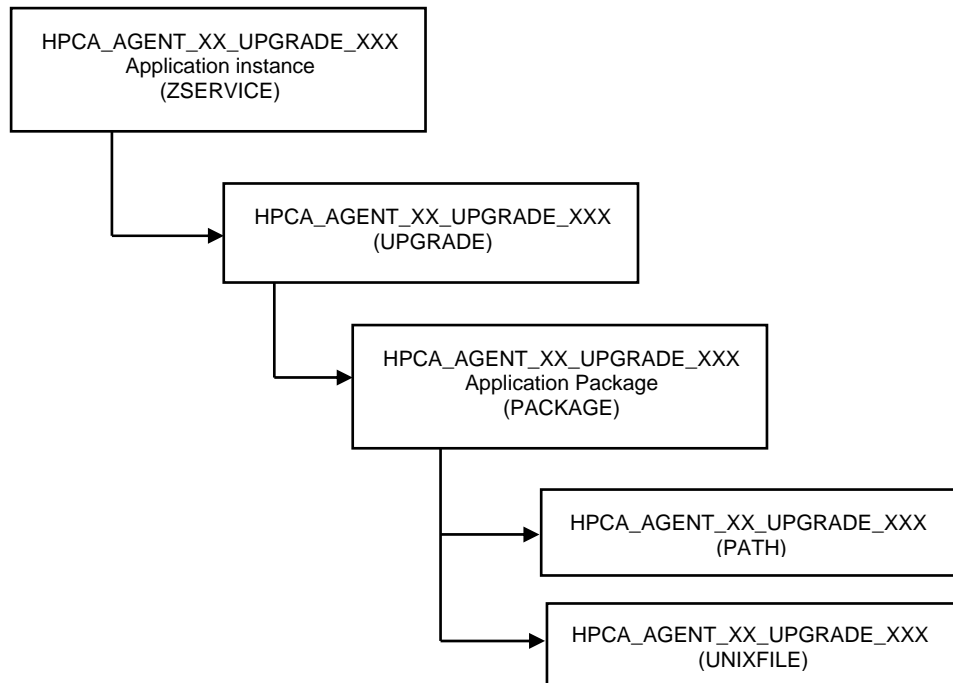 HPCA_AGENT_XX_UPGRADE_XXX
Application instance
(ZSERVICE)
HPCA_AGENT_XX_UPGRADE_XXX
(UPGRADE)
HPCA_AGENT_XX_UPGRADE_XXX
Application Package
(PACKAGE)
HPCA_AGENT_XX_UPGRADE_XXX
(PATH)
HPCA_AGENT_XX_UPGRADE_XXX
(UNIXFILE)